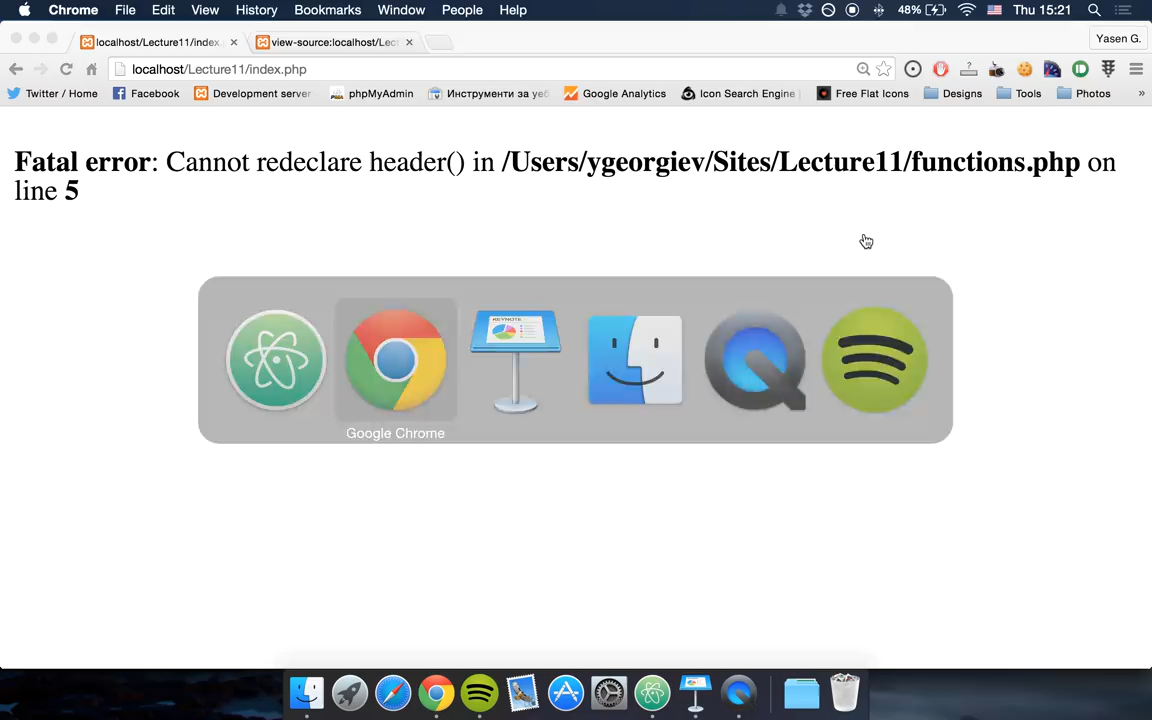 Chrome File Edit View History Bookmarks Window People Help 48% Thu 15:21
localhost/Lecture11/index. view-source:localhost/Lect Yasen G.
localhost/Lecture11/index.php
Twitter / Home Facebook Development server phpMyAdmin Инструменти за уеб Google Analytics Icon Search Engine Free Flat Icons Designs Tools Photos »
Fatal error: Cannot redeclare header() in /Users/ygeorgiev/Sites/Lecture11/functions.php on
line 5
KEYNOTE
Google Chrome